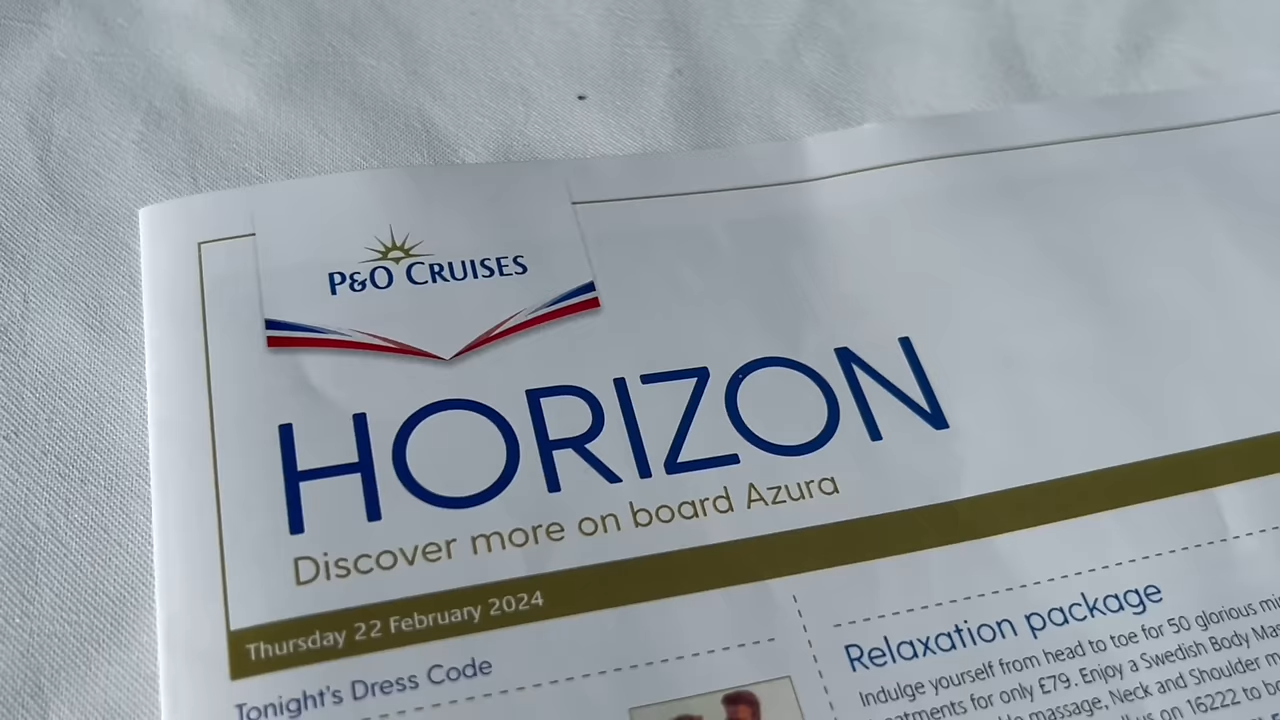 P&O CRUISES
HORIZON
Discover more on board Azura
Thursday 22 February 2024
Tonight's Dress Code
Relaxation package
Indulge yourself from head to toe for 50 glorious
for only £79. Enjoy a Swedish Body
massage, Neck and Shoulder
on 16222 to